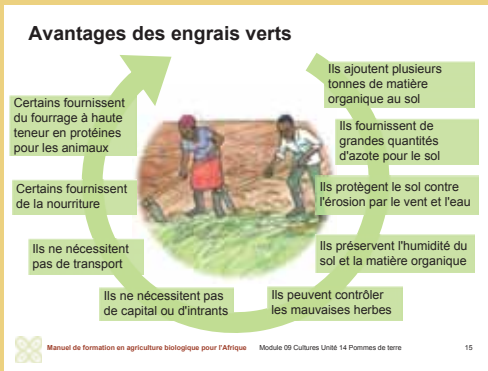 Avantages des engrais verts
Ils ajoutent plusieurs
tonnes de matière
organique au sol
Ils fournissent de
grandes quantités
d'azote pour le sol
Ils protègent le sol contre
l'érosion par le vent et l'eau
Ils préservent l'humidité du
sol et la matière organique
Ils peuvent contrôler
les mauvaises herbes
Ils ne nécessitent pas
de capital ou d'intrants
Ils ne nécessitent
pas de transport
Certains fournissent
de la nourriture
Certains fournissent
du fourrage à haute
teneur en protéines
pour les animaux
Manuel de formation en agriculture biologique pour l'Afrique Module 09 Cultures Unité 14 Pommes de terre 15